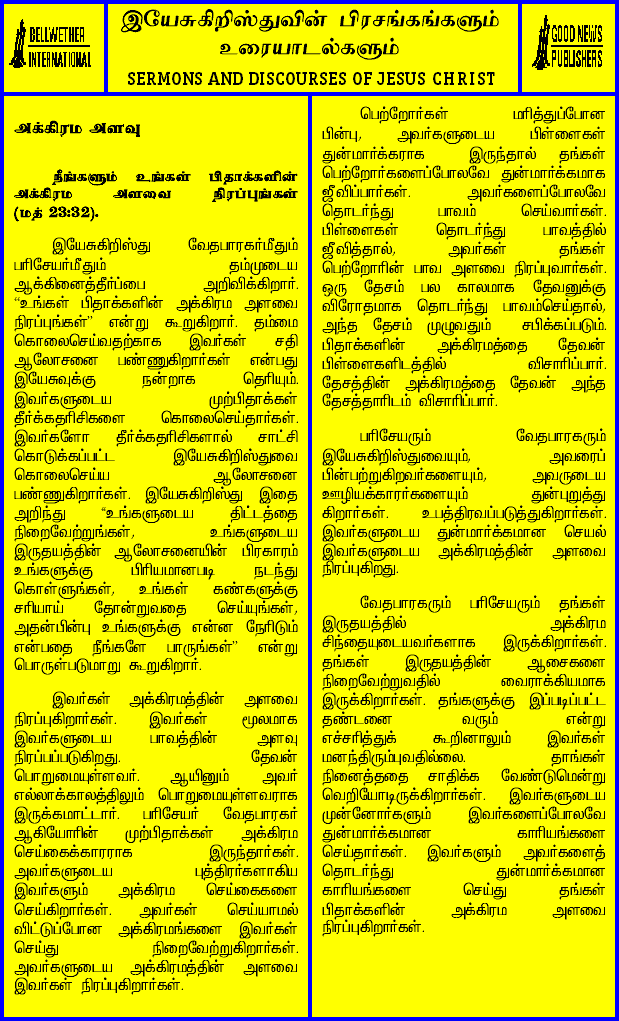 BELLWETHER
INTERNATIONAL
இயேசுகிறிஸ்துவின் பிரசங்கங்களும்
உரையாடல்களும்
SERMONS AND DISCOURSES OF JESUS CHRIST
GOOD NEWS
PUBLISHERS
அக்கிரம அளவு
நீங்களும் உங்கள் பிதாக்களின்
அக்கிரம அளவை நிரப்புங்கள்
(மத் 23:32).
இயேசுகிறிஸ்து வேதபாரகர்மீதும்
பரிசேயர்மீதும் தம்முடைய
ஆக்கினைத்தீர்ப்பை அறிவிக்கிறார்.
“உங்கள் பிதாக்களின் அக்கிரம அளவை
நிரப்புங்கள்” என்று கூறுகிறார். தம்மை
கொலைசெய்வதற்காக இவர்கள் சதி
ஆலோசனை பண்ணுகிறார்கள் என்பது
இயேசுவுக்கு நன்றாக தெரியும்.
இவர்களுடைய முற்பிதாக்கள்
தீர்க்கதரிசிகளை கொலைசெய்தார்கள்.
இவர்களோ தீர்க்கதரிசிகளால் சாட்சி
கொடுக்கப்பட்ட இயேசுகிறிஸ்துவை
கொலைசெய்ய ஆலோசனை
பண்ணுகிறார்கள். இயேசுகிறிஸ்து இதை
அறிந்து “உங்களுடைய திட்டத்தை
நிறைவேற்றுங்கள், உங்களுடைய
இருதயத்தின் ஆலோசனையின் பிரகாரம்
உங்களுக்கு பிரியமானபடி நடந்து
கொள்ளுங்கள், உங்கள் கண்களுக்கு
சரியாய் தோன்றுவதை செய்யுங்கள்,
அதன்பின்பு உங்களுக்கு என்ன நேரிடும்
என்பதை நீங்களே பாருங்கள்” என்று
பொருள்படுமாறு கூறுகிறார்.
இவர்கள் அக்கிரமத்தின் அளவை
நிரப்புகிறார்கள். இவர்கள் மூலமாக
இவர்களுடைய பாவத்தின் அளவு
நிரப்பப்படுகிறது. தேவன்
பொறுமையுள்ளவர். ஆயினும் அவர்
எல்லாக்காலத்திலும் பொறுமையுள்ளவராக
இருக்கமாட்டார். பரிசேயர் வேதபாரகர்
ஆகியோரின் முற்பிதாக்கள் அக்கிரம
செய்கைக்காரராக இருந்தார்கள்.
அவர்களுடைய புத்திரர்களாகிய
இவர்களும் அக்கிரம செய்கைகளை
செய்கிறார்கள். அவர்கள் செய்யாமல்
விட்டுப்போன அக்கிரமங்களை இவர்கள்
செய்து நிறைவேற்றுகிறார்கள்.
அவர்களுடைய அக்கிரமத்தின் அளவை
இவர்கள் நிரப்புகிறார்கள்.
பெற்றோர்கள் மரித்துப்போன
பின்பு, அவர்களுடைய பிள்ளைகள்
துன்மார்க்கராக இருந்தால் தங்கள்
பெற்றோர்களைப்போலவே துன்மார்க்கமாக
ஜீவிப்பார்கள். அவர்களைப்போலவே
தொடர்ந்து பாவம் செய்வார்கள்.
பிள்ளைகள் தொடர்ந்து பாவத்தில்
ஜீவித்தால், அவர்கள் தங்கள்
பெற்றோரின் பாவ அளவை நிரப்புவார்கள்.
ஒரு தேசம் பல காலமாக தேவனுக்கு
விரோதமாக தொடர்ந்து பாவம்செய்தால்,
அந்த தேசம் முழுவதும் சபிக்கப்படும்.
பிதாக்களின் அக்கிரமத்தை தேவன்
பிள்ளைகளிடத்தில் விசாரிப்பார்.
தேசத்தின் அக்கிரமத்தை தேவன் அந்த
தேசத்தாரிடம் விசாரிப்பார்.
பரிசேயரும் வேதபாரகரும்
இயேசுகிறிஸ்துவையும், அவரைப்
பின்பற்றுகிறவர்களையும், அவருடைய
ஊழியக்காரர்களையும் துன்புறுத்து
கிறார்கள். உபத்திரவப்படுத்துகிறார்கள்.
இவர்களுடைய துன்மார்க்கமான செயல்
இவர்களுடைய அக்கிரமத்தின் அளவை
நிரப்புகிறது.
வேதபாரகரும் பரிசேயரும் தங்கள்
இருதயத்தில் அக்கிரம
சிந்தையுடையவர்களாக இருக்கிறார்கள்.
தங்கள் இருதயத்தின் ஆசைகளை
நிறைவேற்றுவதில் வைராக்கியமாக
இருக்கிறார்கள். தங்களுக்கு இப்படிப்பட்ட
தண்டனை வரும் என்று
எச்சரித்துக் கூறினாலும் இவர்கள்
மனந்திரும்புவதில்லை. தாங்கள்
நினைத்ததை சாதிக்க வேண்டுமென்று
வெறியோடிருக்கிறார்கள். இவர்களுடைய
முன்னோர்களும் இவர்களைப்போலவே
துன்மார்க்கமான காரியங்களை
செய்தார்கள். இவர்களும் அவர்களைத்
தொடர்ந்து துன்மார்க்கமான
காரியங்களை செய்து தங்கள்
பிதாக்களின் அக்கிரம அளவை
நிரப்புகிறார்கள்.